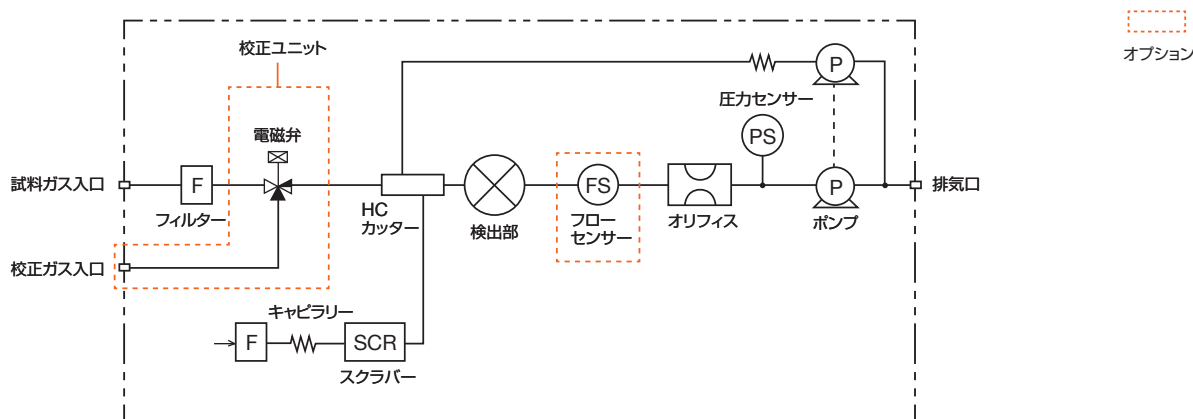 校正ユニット
P
オプション
圧力センサー
電磁弁
PS
試料ガス入口
F
FS
P
排気口
フィルター
HC
カッター
検出部
フロー
センサー
オリフィス
ポンプ
校正ガス入口
キャピラリー
F
SCR
スクラバー